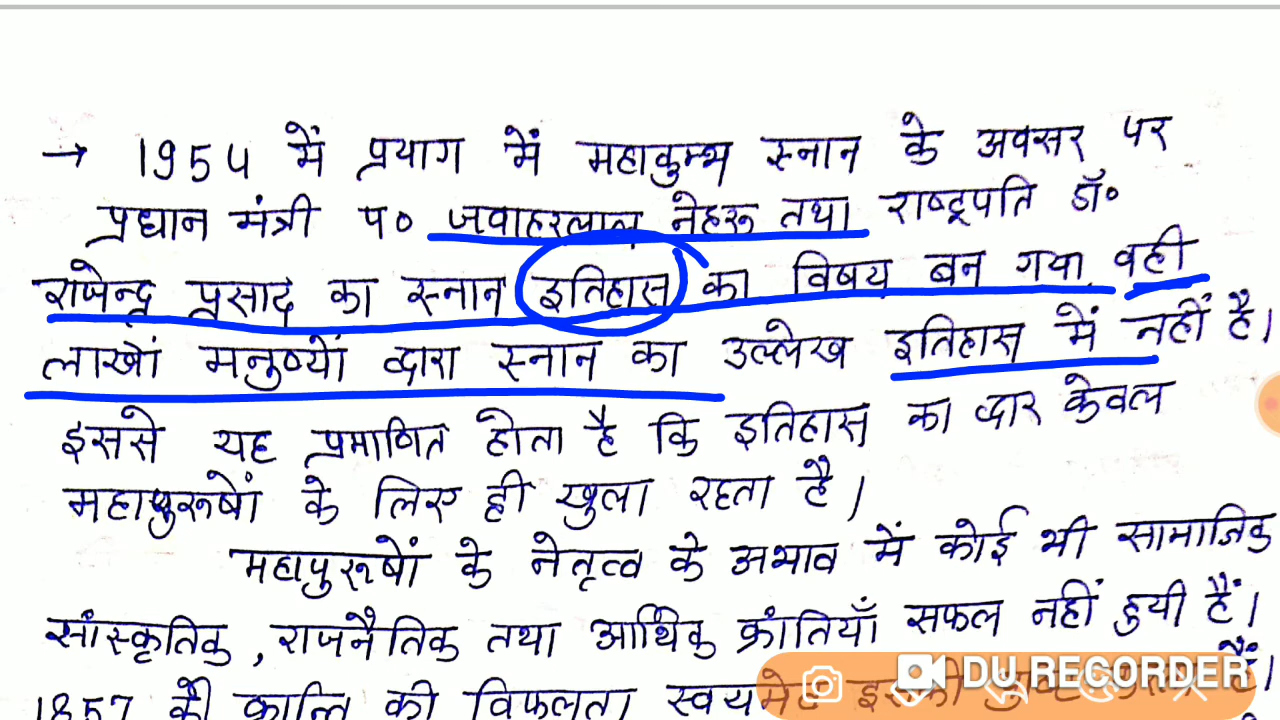 → 1954 में प्रयाग में महाकुम्भ स्नान के अवसर पर
प्रधान मंत्री प० जवाहरलाल नेहरू तथा राष्ट्रपति डॉ०
राजेन्द्र प्रसाद का स्नान इतिहास का विषय बन गया वही
लाखों मनुष्यों द्वारा स्नान का उल्लेख इतिहास में नहीं है।
इससे यह प्रमाणित होता है कि इतिहास का द्वार केवल
महापुरूषों के लिए ही खुला रहता है।
महापुरूषों के नेतृत्व के अभाव में कोई भी सामाजिक
सांस्कृतिक, राजनैतिक तथा आर्थिक क्रांतियाँ सफल नहीं हुयी हैं।
1857 की क्रान्ति की विफलता
DU RECORDER